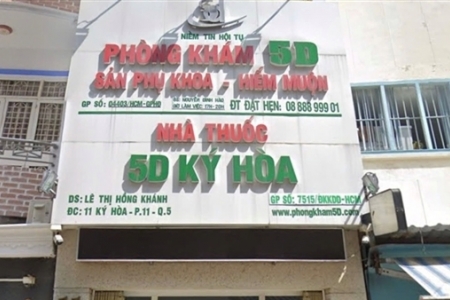 NIỀM TIN HỘI TỤ
PHÒNG KHÁM 5D
SẢN PHỤ KHOA - HIẾM MUỘN
GP SỐ: 04403/HCM-GPHĐ
ĐT ĐẶT HẸN: 08 888 999 01
NHÀ THUỐC
5D KỲ HÒA
DS: LÊ THỊ HỒNG KHÁNH
ĐC: 11 KỲ HÒA - P.11 - Q.5
GP SỐ: 7515/ĐKKDD-HCM
www.phongkham5D.com